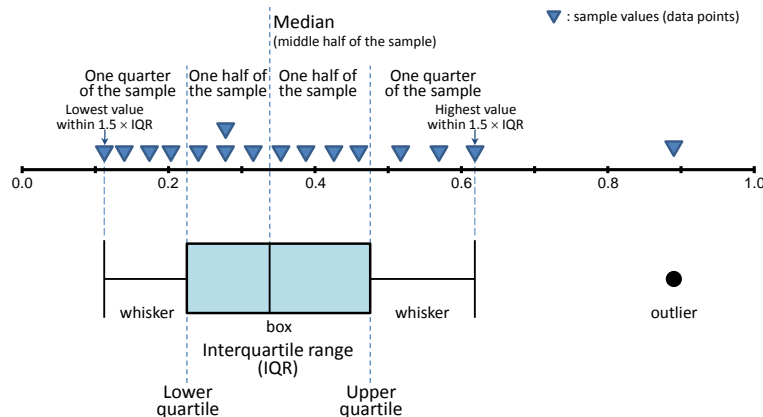 Median
(middle half of the sample)
: sample values (data points)
One quarter
of the sample
One half of
the sample
One half of
the sample
One quarter
of the sample
Lowest value
within 1.5 × IQR
Highest value
within 1.5 × IQR
0.0
0.2
0.4
0.6
0.8
1.0
whisker
box
whisker
outlier
Interquartile range
(IQR)
Lower
quartile
Upper
quartile